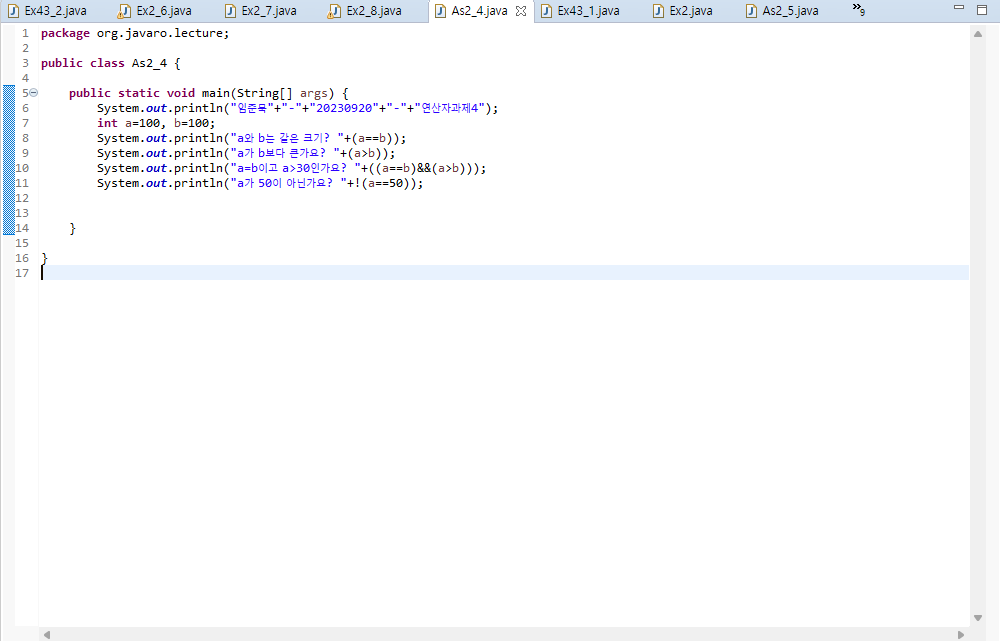 Ex43_2.java Ex2_6.java Ex2_7.java Ex2_8.java As2_4.java Ex43_1.java Ex2.java As2_5.java »9
1 package org.javaro.lecture;
2
3 public class As2_4 {
4
5 public static void main(String[] args) {
6 System.out.println("임준묵"+"-"+"20230920"+"-"+"연산자과제4");
7 int a=100, b=100;
8 System.out.println("a와 b는 같은 크기? "+(a==b));
9 System.out.println("a가 b보다 큰가요? "+(a>b));
10 System.out.println("a=b이고 a>30인가요? "+((a==b)&&(a>b)));
11 System.out.println("a가 50이 아닌가요? "+!(a==50));
12
13
14 }
15
16 }
17